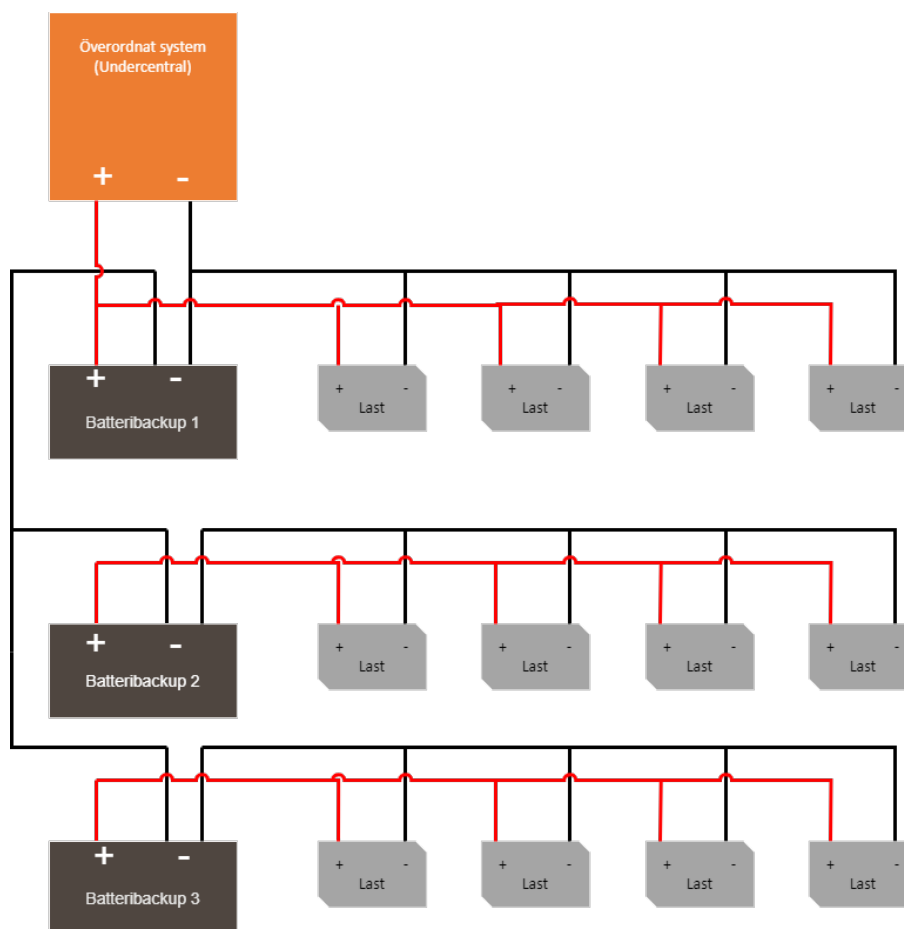 Överordnat system
(Undercentral)
+ -
+ -
Batteribackup 1
+ -
Last
+ -
Last
+ -
Last
+ -
Last
+ -
Batteribackup 2
+ -
Last
+ -
Last
+ -
Last
+ -
Last
+ -
Batteribackup 3
+ -
Last
+ -
Last
+ -
Last
+ -
Last